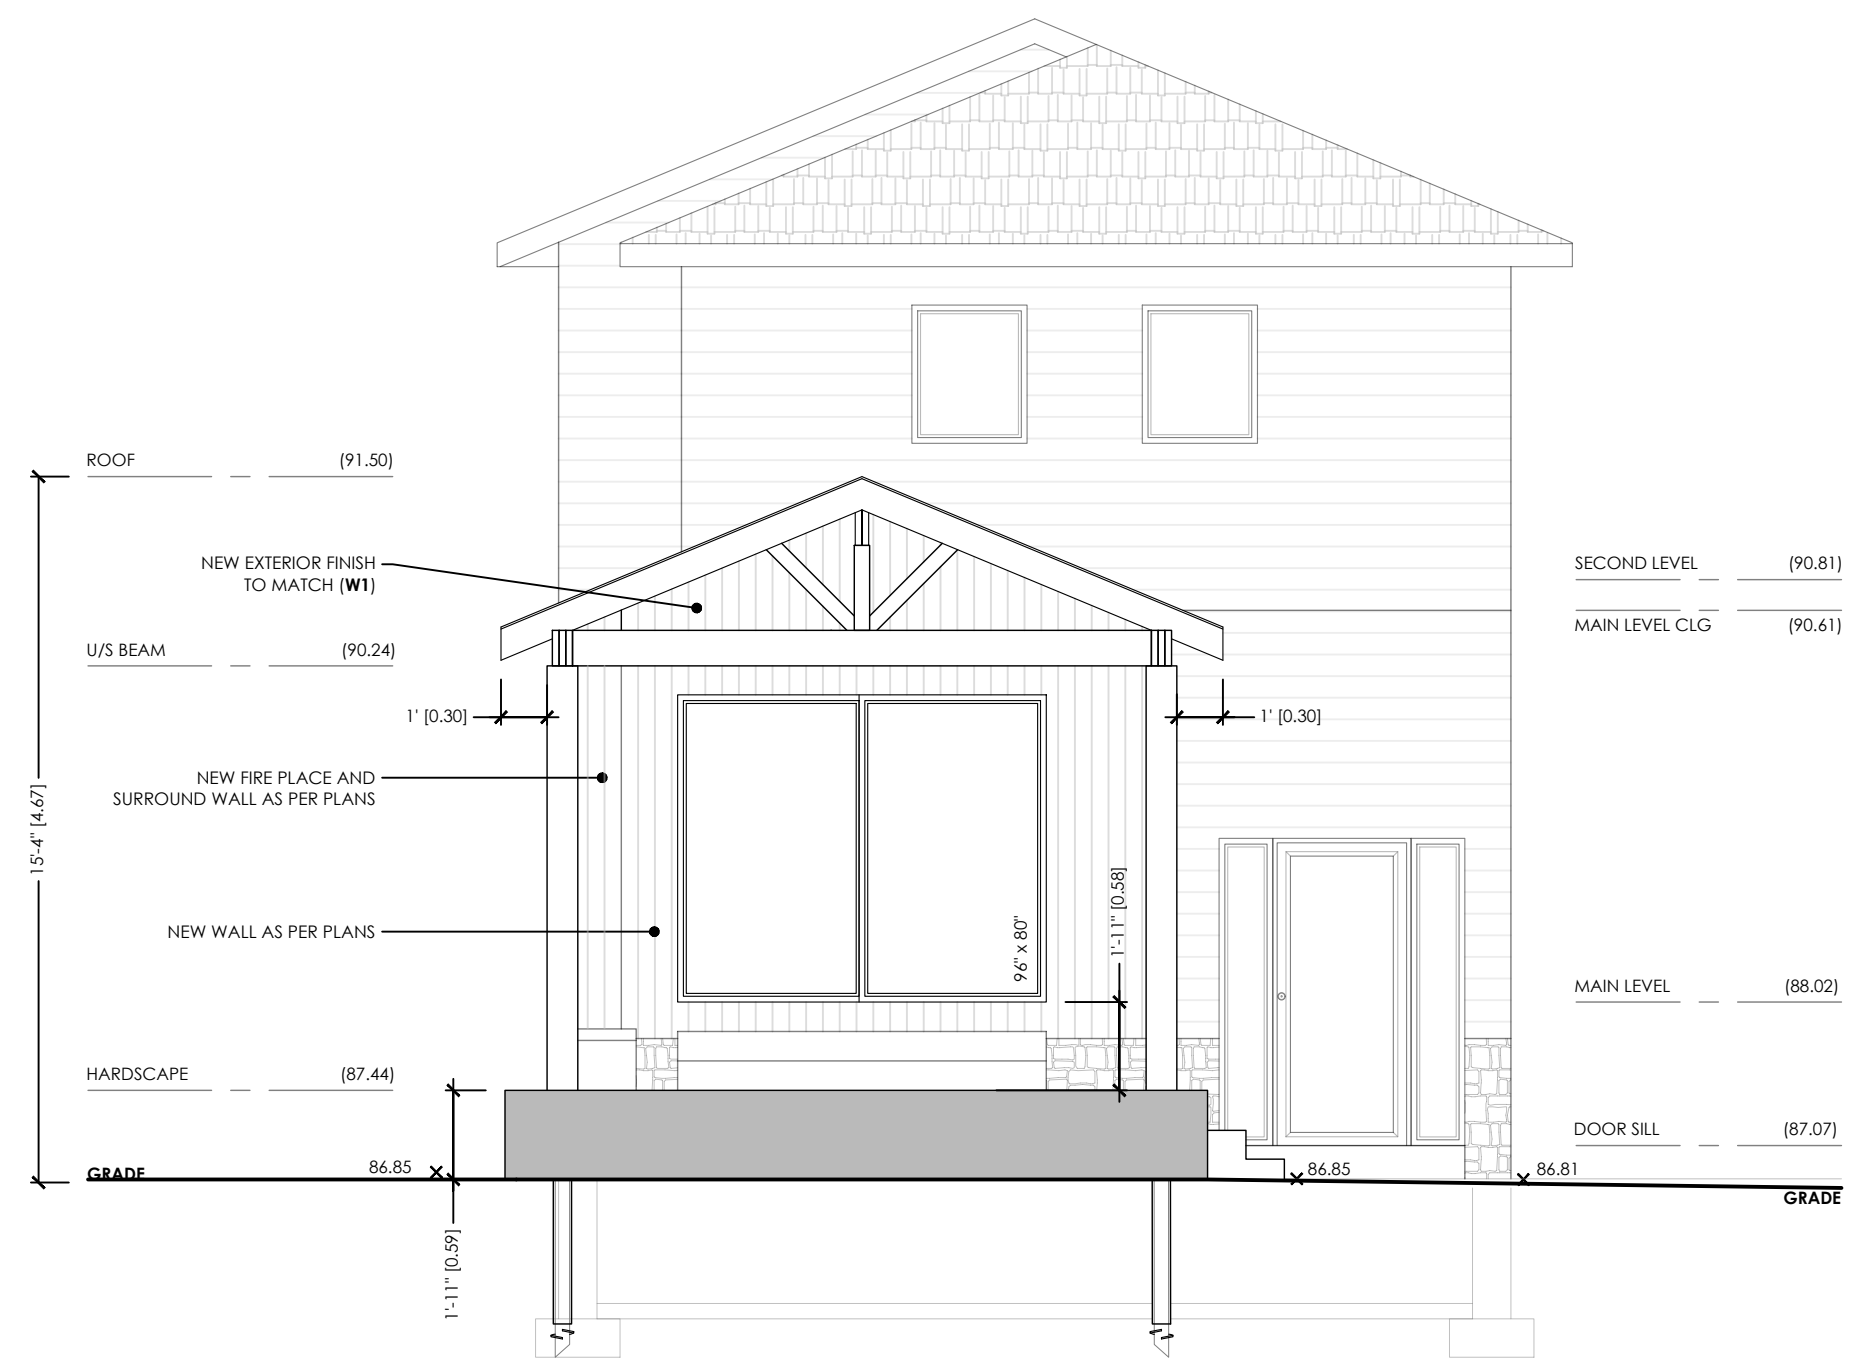 ROOF (91.50)
NEW EXTERIOR FINISH
TO MATCH (W1)
SECOND LEVEL (90.81)
MAIN LEVEL CLG (90.61)
U/S BEAM (90.24)
1' [0.30]
1' [0.30]
NEW FIRE PLACE AND
SURROUND WALL AS PER PLANS
15'-4" [4.67]
1'-11" [0.58]
NEW WALL AS PER PLANS
96" x 80"
MAIN LEVEL (88.02)
HARDSCAPE (87.44)
DOOR SILL (87.07)
GRADE 86.85
86.85
86.81
GRADE
1'-11" [0.59]